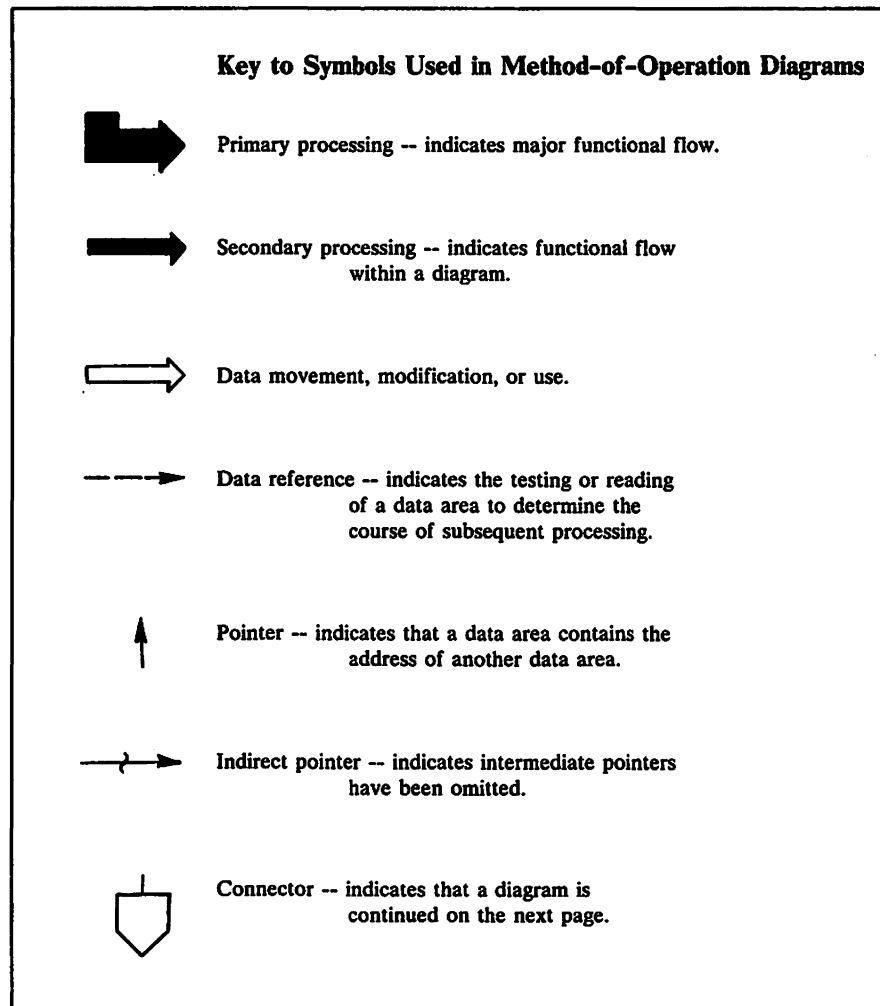 Key to Symbols Used in Method-of-Operation Diagrams
Primary processing -- indicates major functional flow.
Secondary processing -- indicates functional flow
within a diagram.
Data movement, modification, or use.
Data reference -- indicates the testing or reading
of a data area to determine the
course of subsequent processing.
Pointer -- indicates that a data area contains the
address of another data area.
Indirect pointer -- indicates intermediate pointers
have been omitted.
Connector -- indicates that a diagram is
continued on the next page.